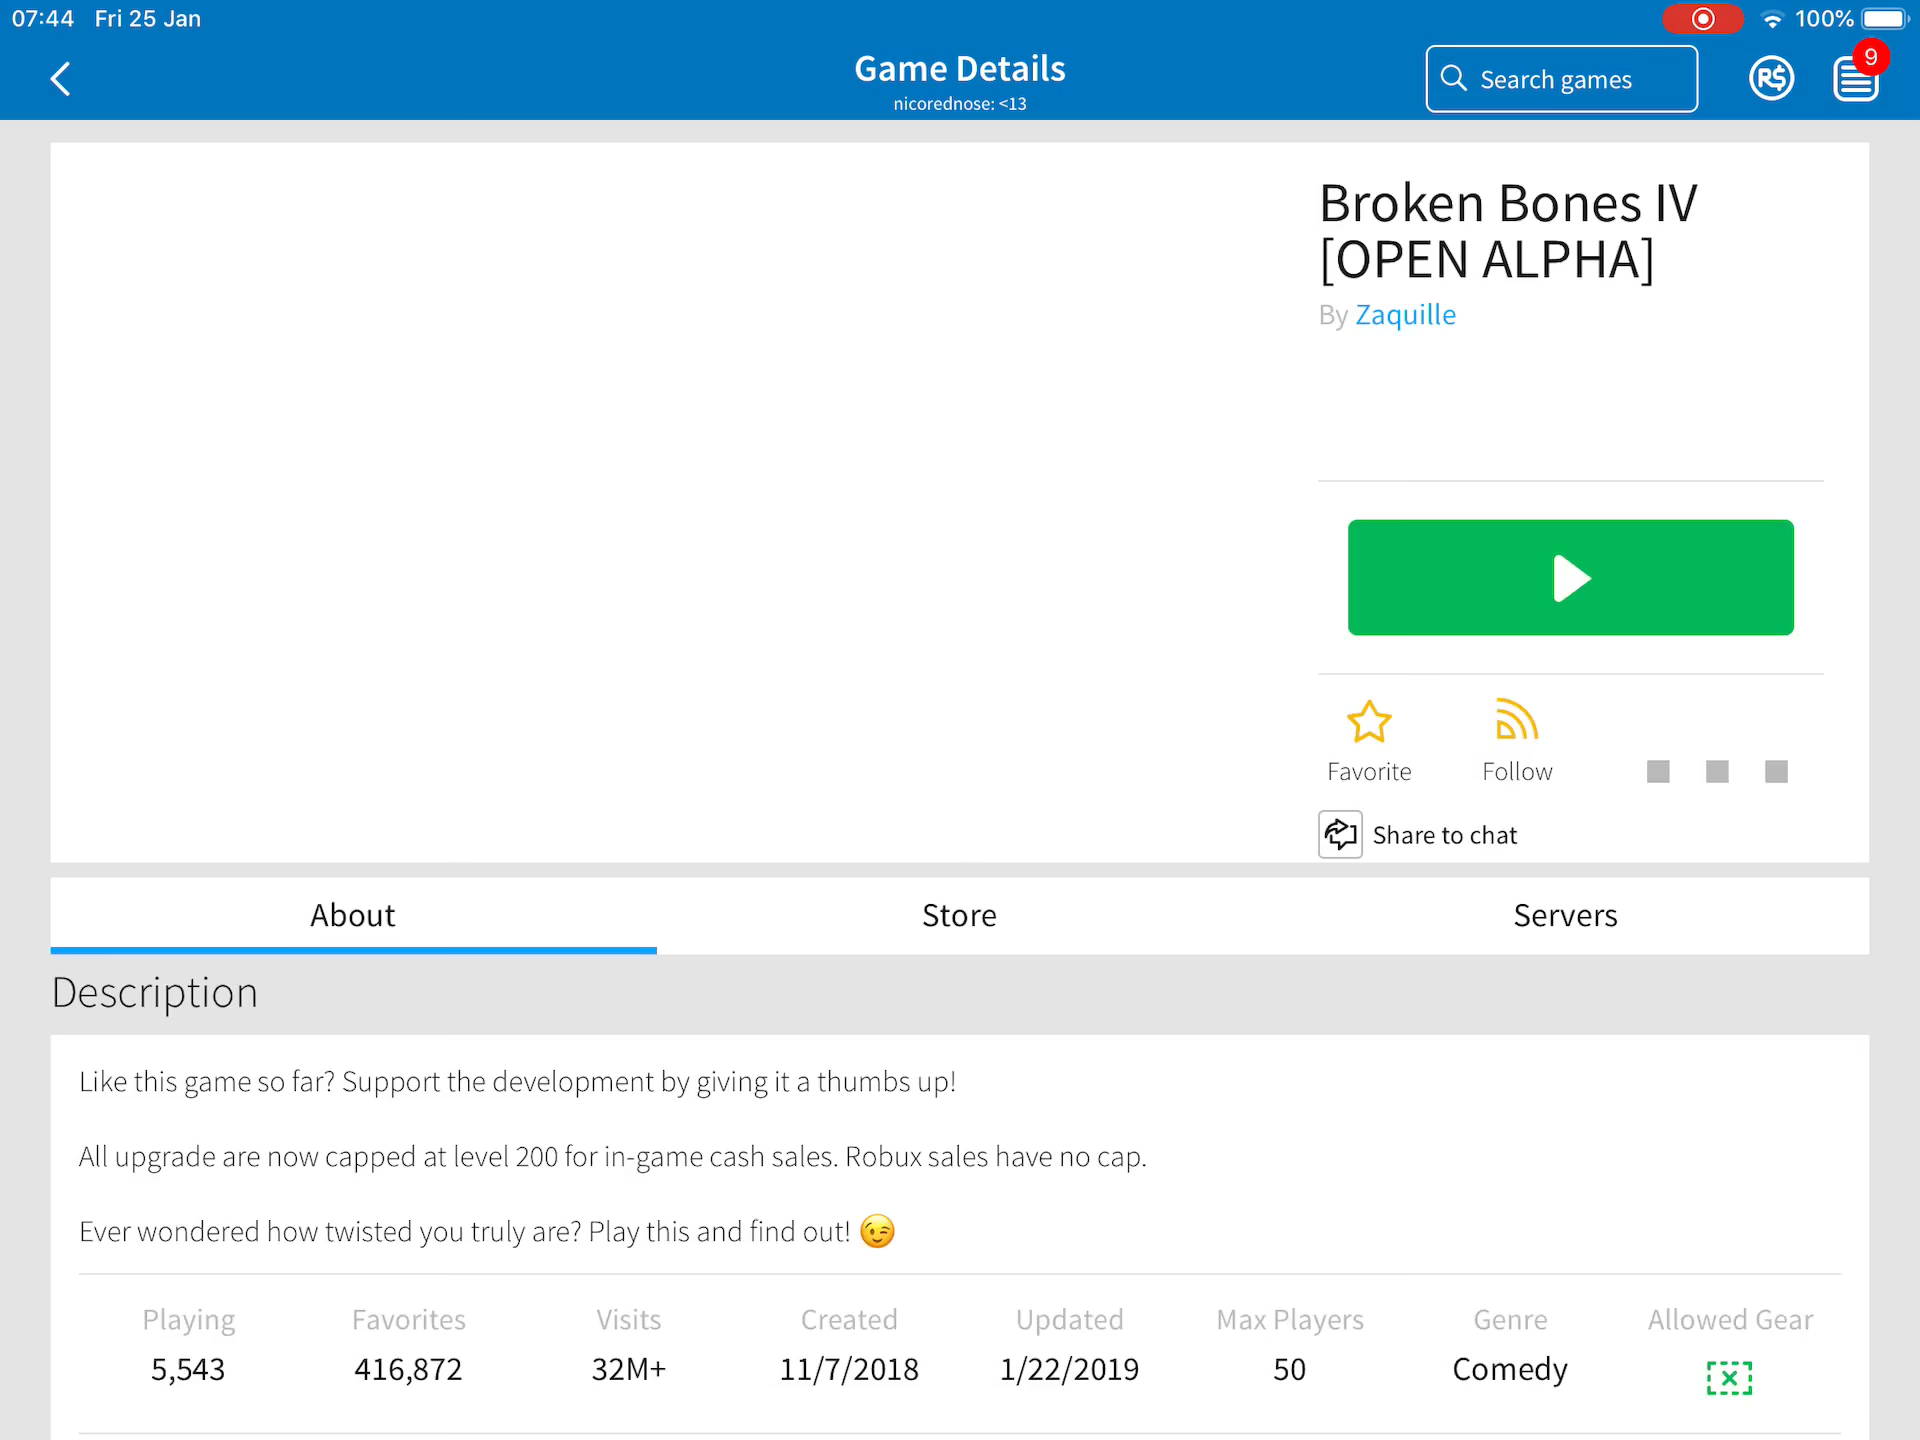 07:44 Fri 25 Jan
100%
Game Details
nicorednose: <13
Search games
R$
9
Broken Bones IV
[OPEN ALPHA]
By Zaquille
Favorite
Follow
Share to chat
About
Store
Servers
Description
Like this game so far? Support the development by giving it a thumbs up!
All upgrade are now capped at level 200 for in-game cash sales. Robux sales have no cap.
Ever wondered how twisted you truly are? Play this and find out! 😉
Playing Favorites Visits Created Updated Max Players Genre Allowed Gear
5,543 416,872 32M+ 11/7/2018 1/22/2019 50 Comedy